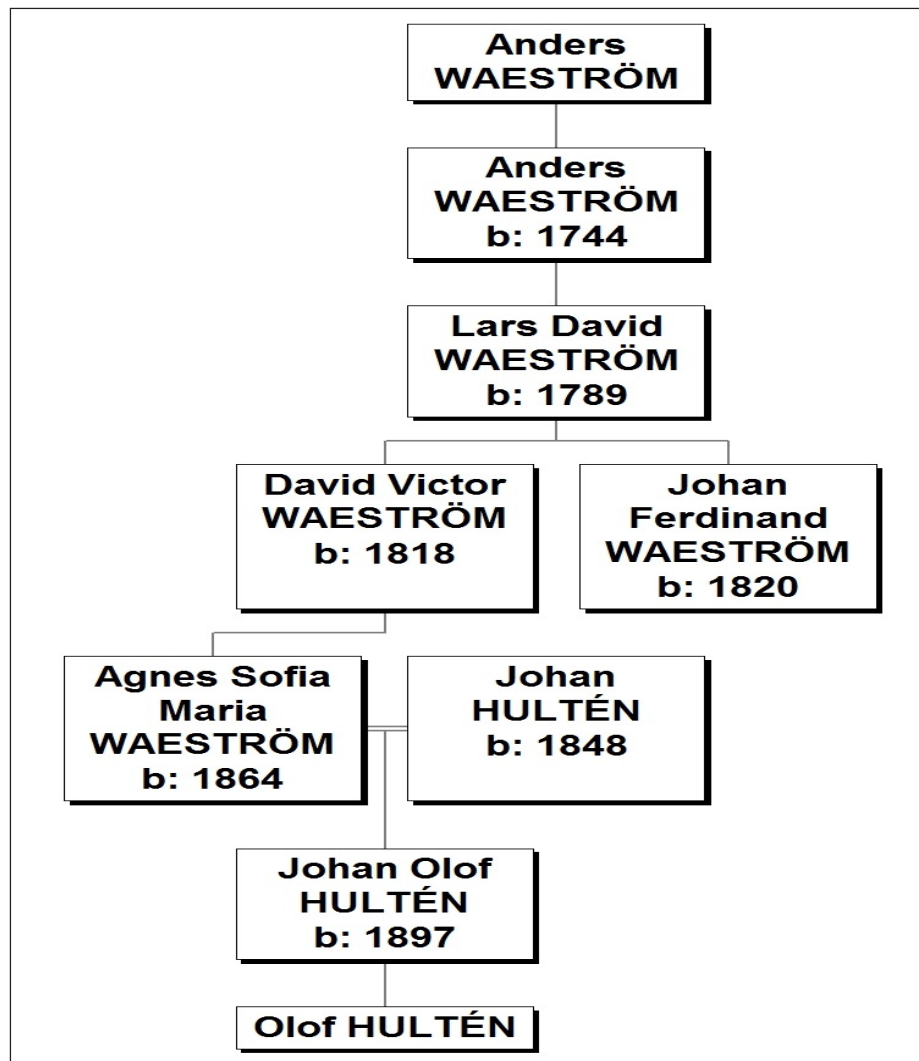 Anders
WAESTRÖM
Anders
WAESTRÖM
b: 1744
Lars David
WAESTRÖM
b: 1789
David Victor
WAESTRÖM
b: 1818
Johan
Ferdinand
WAESTRÖM
b: 1820
Agnes Sofia
Maria
WAESTRÖM
b: 1864
Johan
HULTÉN
b: 1848
Johan Olof
HULTÉN
b: 1897
Olof HULTÉN